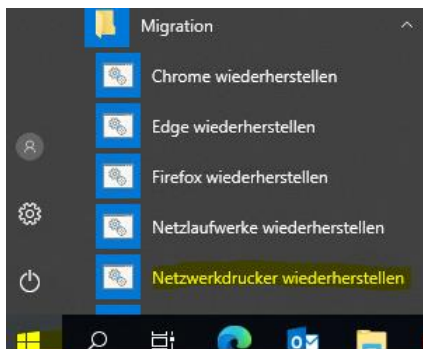 Migration
Chrome wiederherstellen
Edge wiederherstellen
Firefox wiederherstellen
Netzlaufwerke wiederherstellen
Netzwerkdrucker wiederherstellen